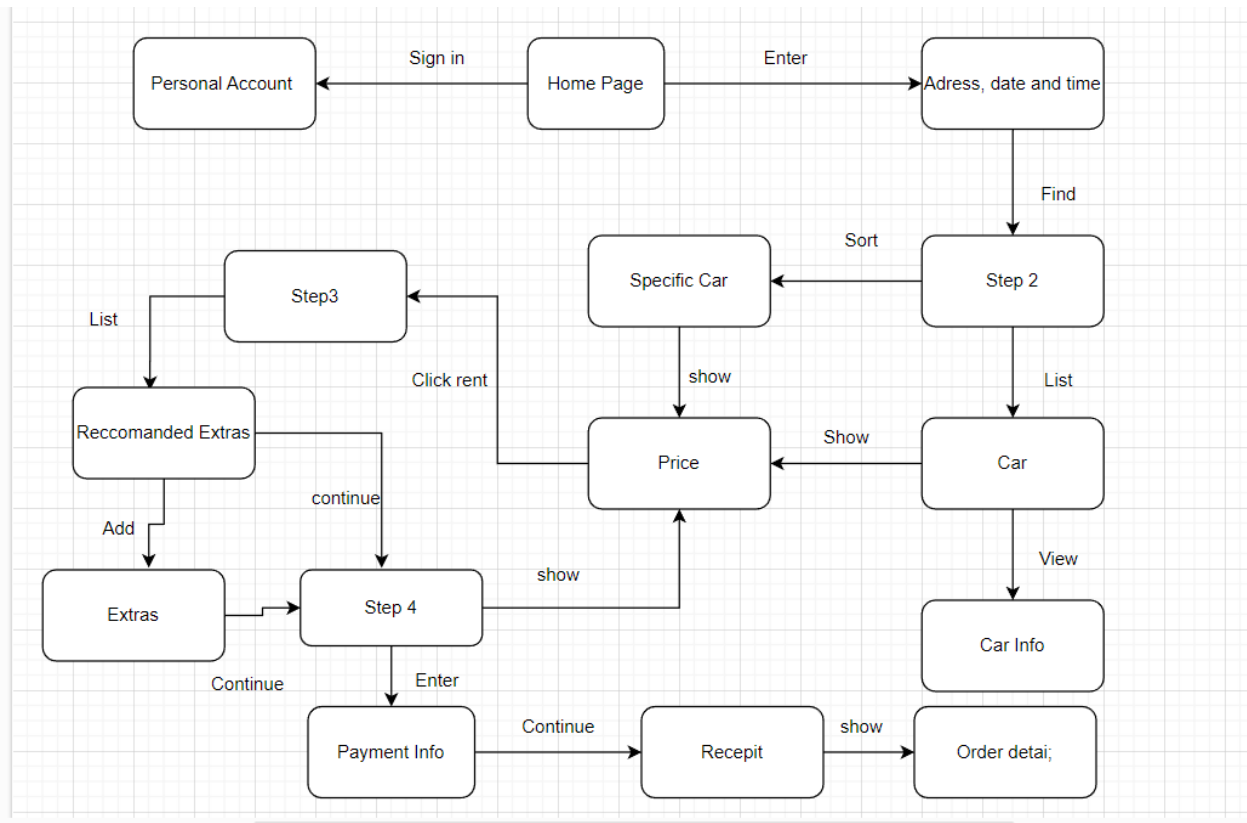 Sign in
Enter
Personal Account
Home Page
Adress, date and time
Find
Sort
Specific Car
Step 2
Step3
List
Click rent
show
List
Reccomanded Extras
Show
Price
Car
continue
Add
View
show
Extras
Step 4
Car Info
Continue
Enter
Continue
show
Payment Info
Recepit
Order detai;